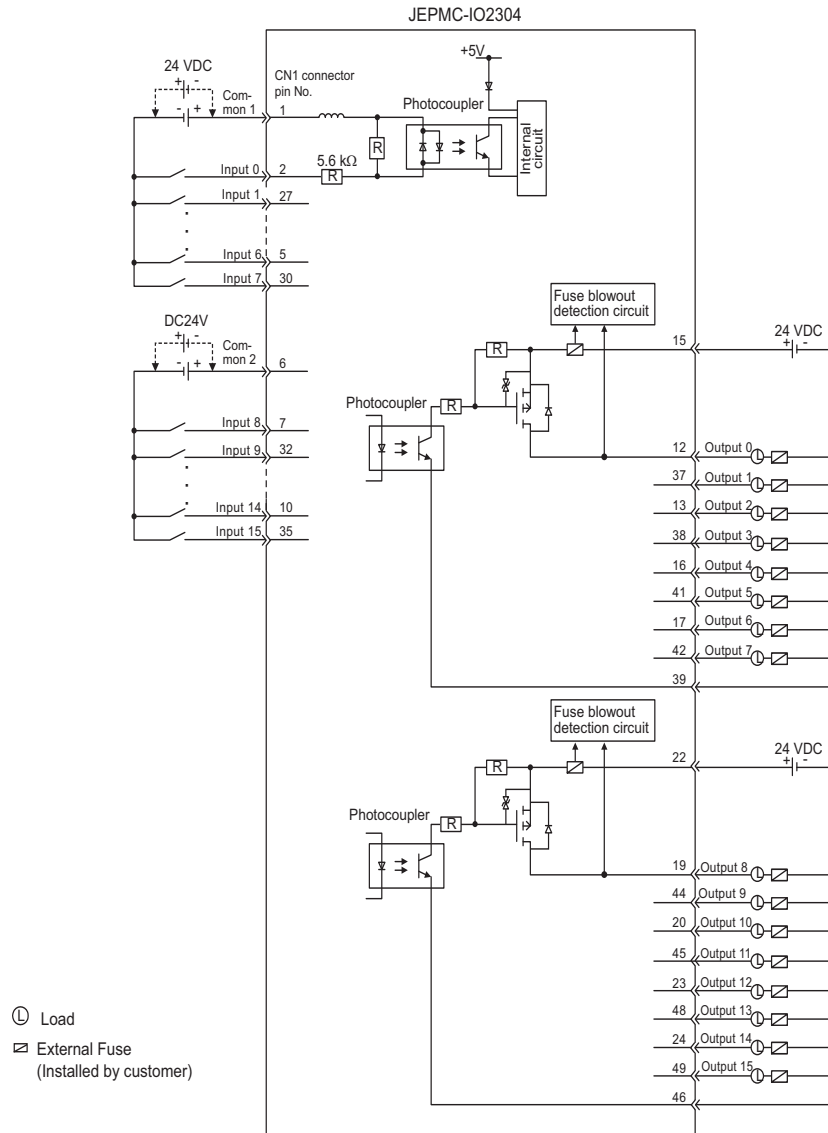 JEPMC-IO2304
24 VDC
+ -
- +
Com-
mon 1
CN1 connector
pin No.
1
+5V
Photocoupler
Internal
circuit
R
5.6 kΩ
R
Input 0 2
Input 1 27
Input 6 5
Input 7 30
DC24V
+ -
- +
Com-
mon 2
6
Input 8 7
Input 9 32
Input 14 10
Input 15 35
Fuse blowout
detection circuit
15
24 VDC
+ -
R
Photocoupler
R
12 Output 0 L
37 Output 1 L
13 Output 2 L
38 Output 3 L
16 Output 4 L
41 Output 5 L
17 Output 6 L
42 Output 7 L
39
Fuse blowout
detection circuit
22
24 VDC
+ -
R
Photocoupler
R
19 Output 8 L
44 Output 9 L
20 Output 10 L
45 Output 11 L
23 Output 12 L
48 Output 13 L
24 Output 14 L
49 Output 15 L
46
L Load
External Fuse
(Installed by customer)